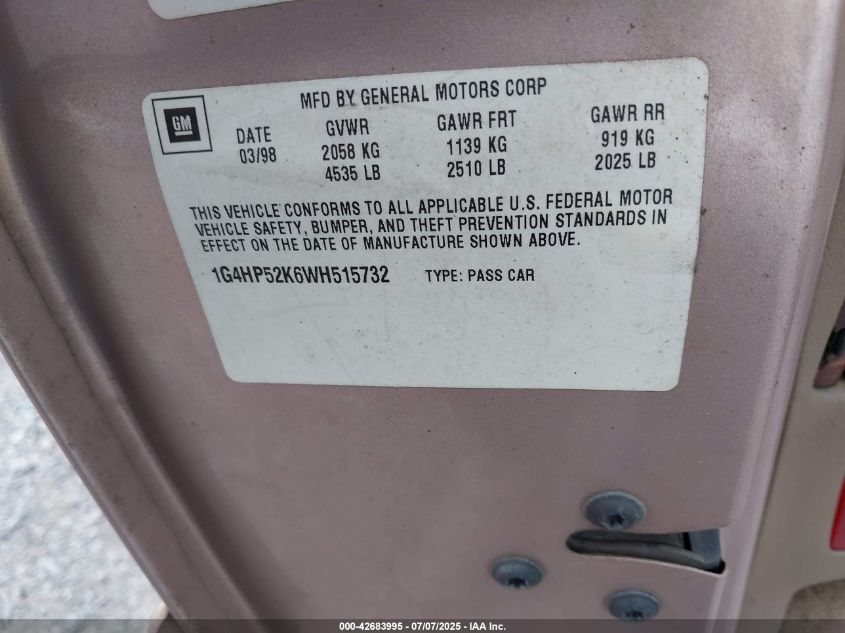 MFD BY GENERAL MOTORS CORP
GM
DATE GVWR GAWR FRT GAWR RR
03/98 2058 KG 1139 KG 919 KG
4535 LB 2510 LB 2025 LB
THIS VEHICLE CONFORMS TO ALL APPLICABLE U.S. FEDERAL MOTOR
VEHICLE SAFETY, BUMPER, AND THEFT PREVENTION STANDARDS IN
EFFECT ON THE DATE OF MANUFACTURE SHOWN ABOVE.
1G4HP52K6WH515732 TYPE: PASS CAR
000-42683995 - 07/07/2025 - IAA Inc.